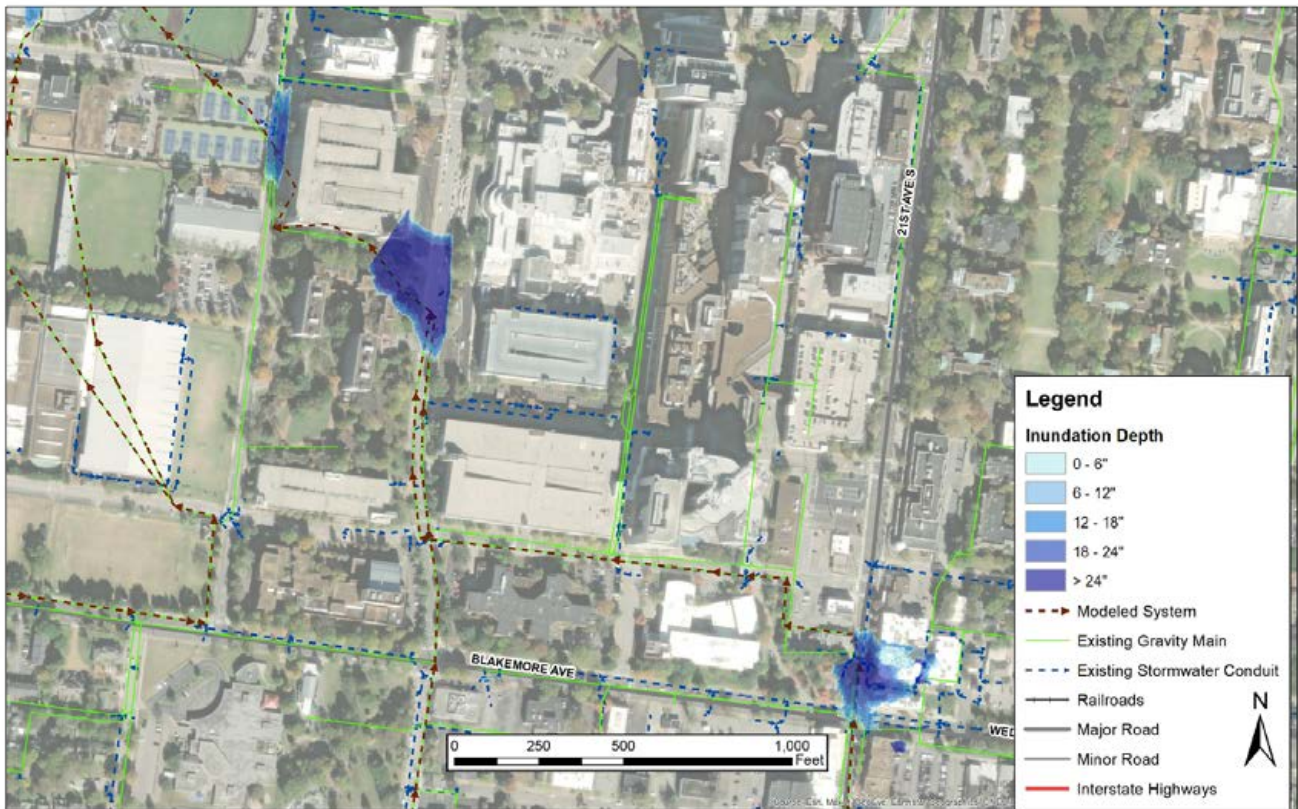 21ST AVE S
BLAKEMORE AVE
WED
0 250 500 1,000
Feet
Legend
Inundation Depth
0 - 6"
6 - 12"
12 - 18"
18 - 24"
> 24"
Modeled System
Existing Gravity Main
Existing Stormwater Conduit
Railroads
Major Road
Minor Road
Interstate Highways
N